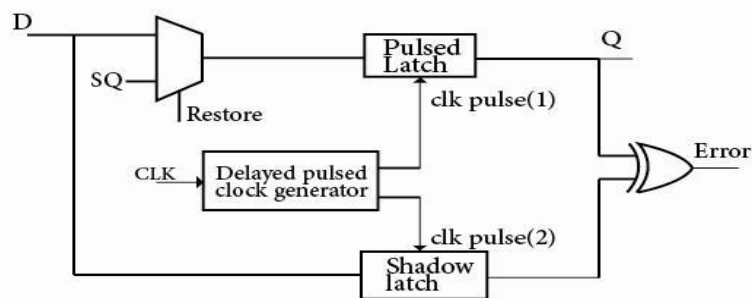 D
Q
Pulsed
Latch
SQ
clk pulse(1)
Restore
Error
CLK
Delayed pulsed
clock generator
clk pulse(2)
Shadow
latch